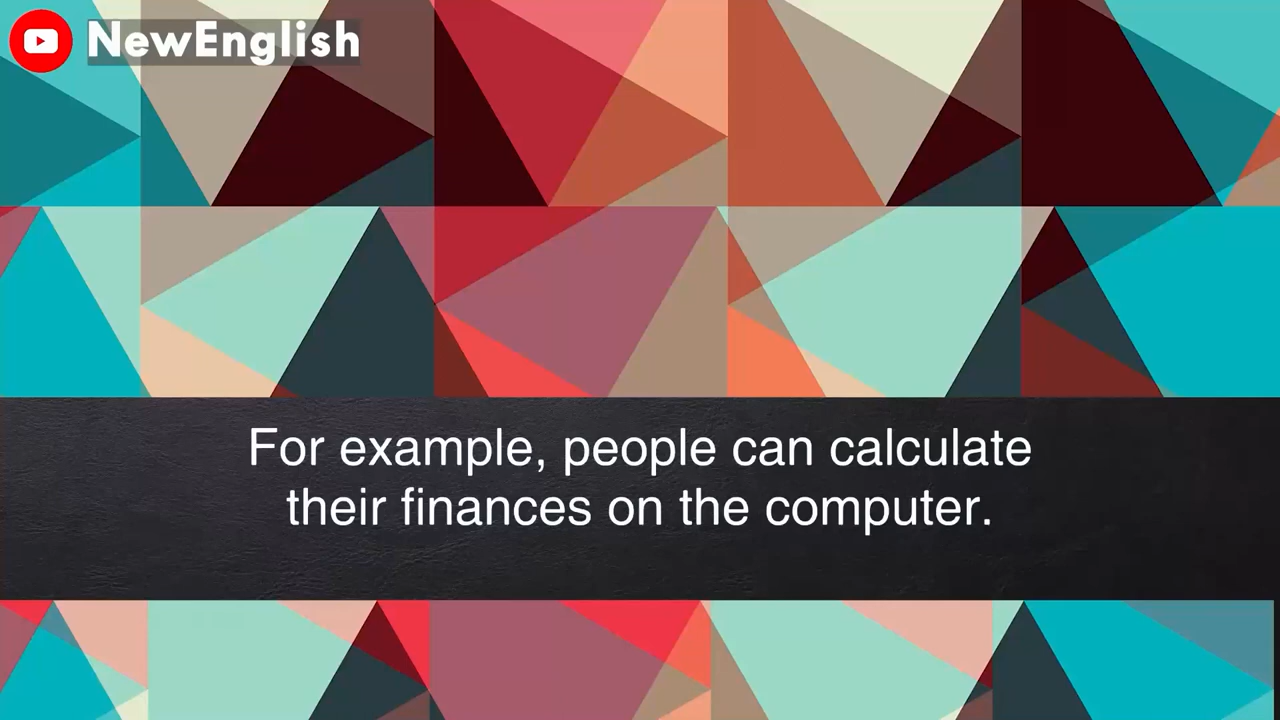 NewEnglish
For example, people can calculate
their finances on the computer.